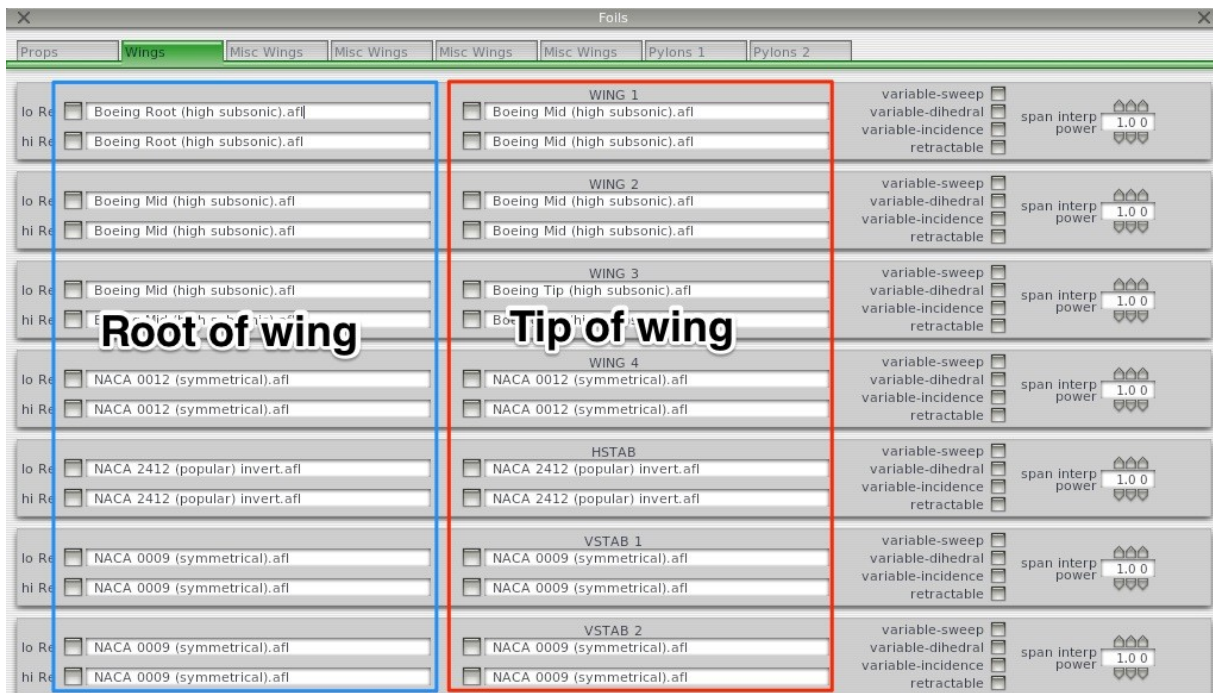 Foils
Props Wings Misc Wings Misc Wings Misc Wings Misc Wings Pylons 1 Pylons 2
WING 1
lo Re Boeing Root (high subsonic).afl Boeing Mid (high subsonic).afl
hi Re Boeing Root (high subsonic).afl Boeing Mid (high subsonic).afl
variable-sweep
variable-dihedral
variable-incidence
retractable
span interp
power
1.0 0
WING 2
lo Re Boeing Mid (high subsonic).afl Boeing Mid (high subsonic).afl
hi Re Boeing Mid (high subsonic).afl Boeing Mid (high subsonic).afl
variable-sweep
variable-dihedral
variable-incidence
retractable
span interp
power
1.0 0
WING 3
lo Re Boeing Mid (high subsonic).afl Boeing Tip (high subsonic).afl
hi Re
Root of wing Tip of wing
variable-sweep
variable-dihedral
variable-incidence
retractable
span interp
power
1.0 0
WING 4
lo Re NACA 0012 (symmetrical).afl NACA 0012 (symmetrical).afl
hi Re NACA 0012 (symmetrical).afl NACA 0012 (symmetrical).afl
variable-sweep
variable-dihedral
variable-incidence
retractable
span interp
power
1.0 0
HSTAB
lo Re NACA 2412 (popular) invert.afl NACA 2412 (popular) invert.afl
hi Re NACA 2412 (popular) invert.afl NACA 2412 (popular) invert.afl
variable-sweep
variable-dihedral
variable-incidence
retractable
span interp
power
1.0 0
VSTAB 1
lo Re NACA 0009 (symmetrical).afl NACA 0009 (symmetrical).afl
hi Re NACA 0009 (symmetrical).afl NACA 0009 (symmetrical).afl
variable-sweep
variable-dihedral
variable-incidence
retractable
span interp
power
1.0 0
VSTAB 2
lo Re NACA 0009 (symmetrical).afl NACA 0009 (symmetrical).afl
hi Re NACA 0009 (symmetrical).afl NACA 0009 (symmetrical).afl
variable-sweep
variable-dihedral
variable-incidence
retractable
span interp
power
1.0 0